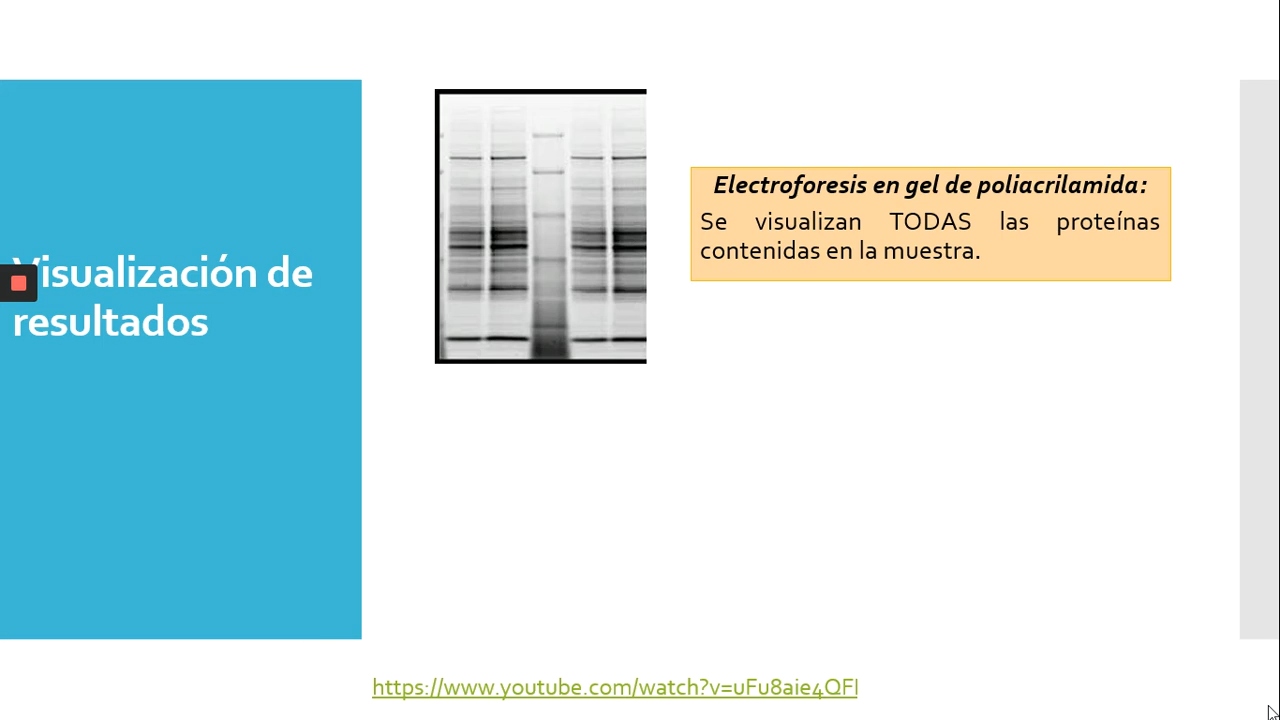 Visualización de
resultados
Electroforesis en gel de poliacrilamida:
Se visualizan TODAS las proteínas
contenidas en la muestra.
https://www.youtube.com/watch?v=uFu8aie4QFI